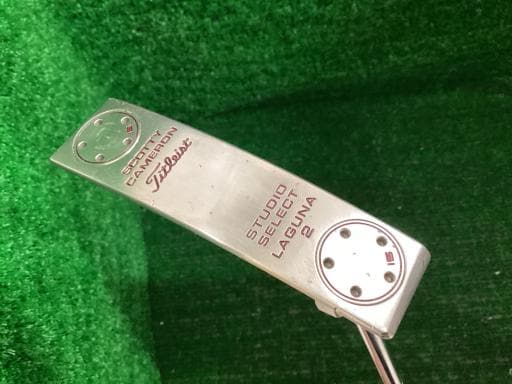 SCOTTY
CAMERON
Titleist
STUDIO
SELECT
LAGUNA
2